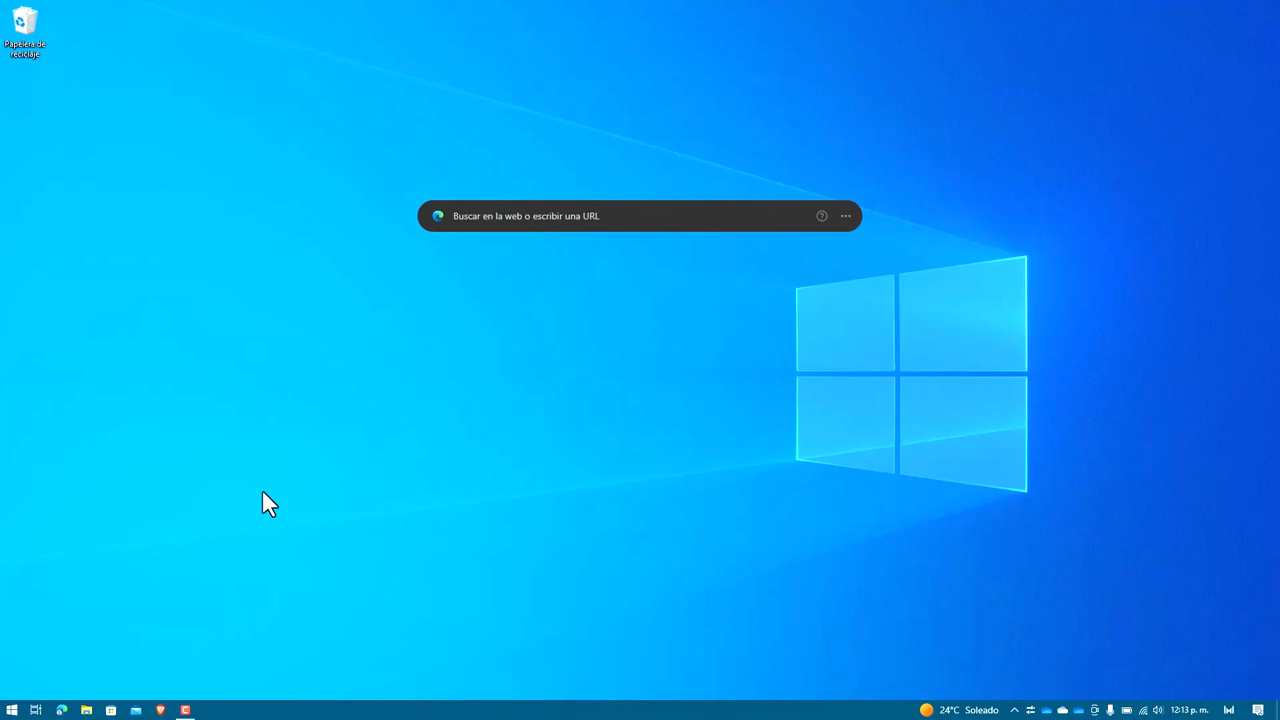 Papelera de
reciclaje
Buscar en la web o escribir una URL
24°C Soleado
12:13 p. m.